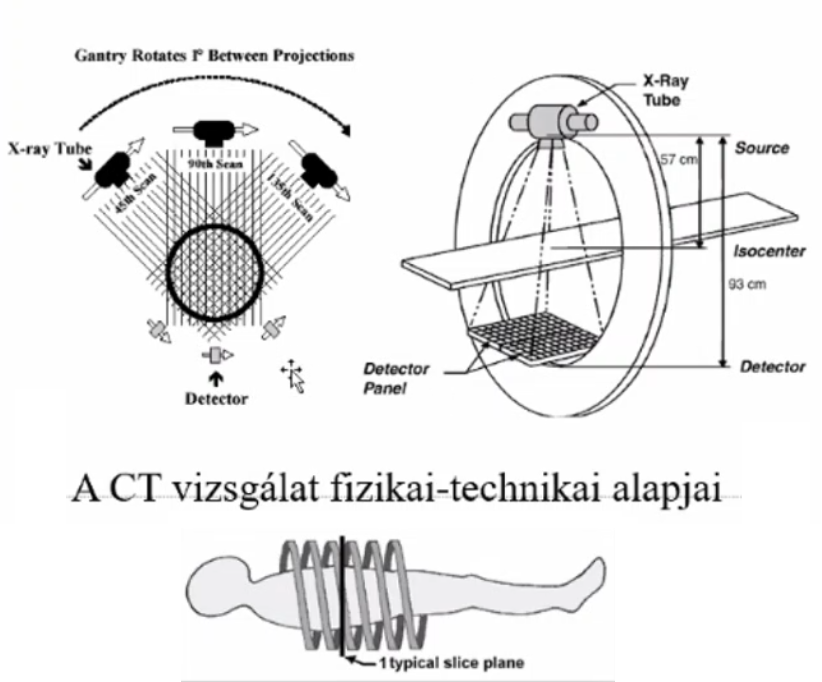 Gantry Rotates 1° Between Projections
X-ray Tube
45th Scan
90th Scan
135th Scan
Detector
X-Ray
Tube
57 cm
Source
Isocenter
93 cm
Detector
Panel
Detector
A CT vizsgálat fizikai-technikai alapjai
1 typical slice plane